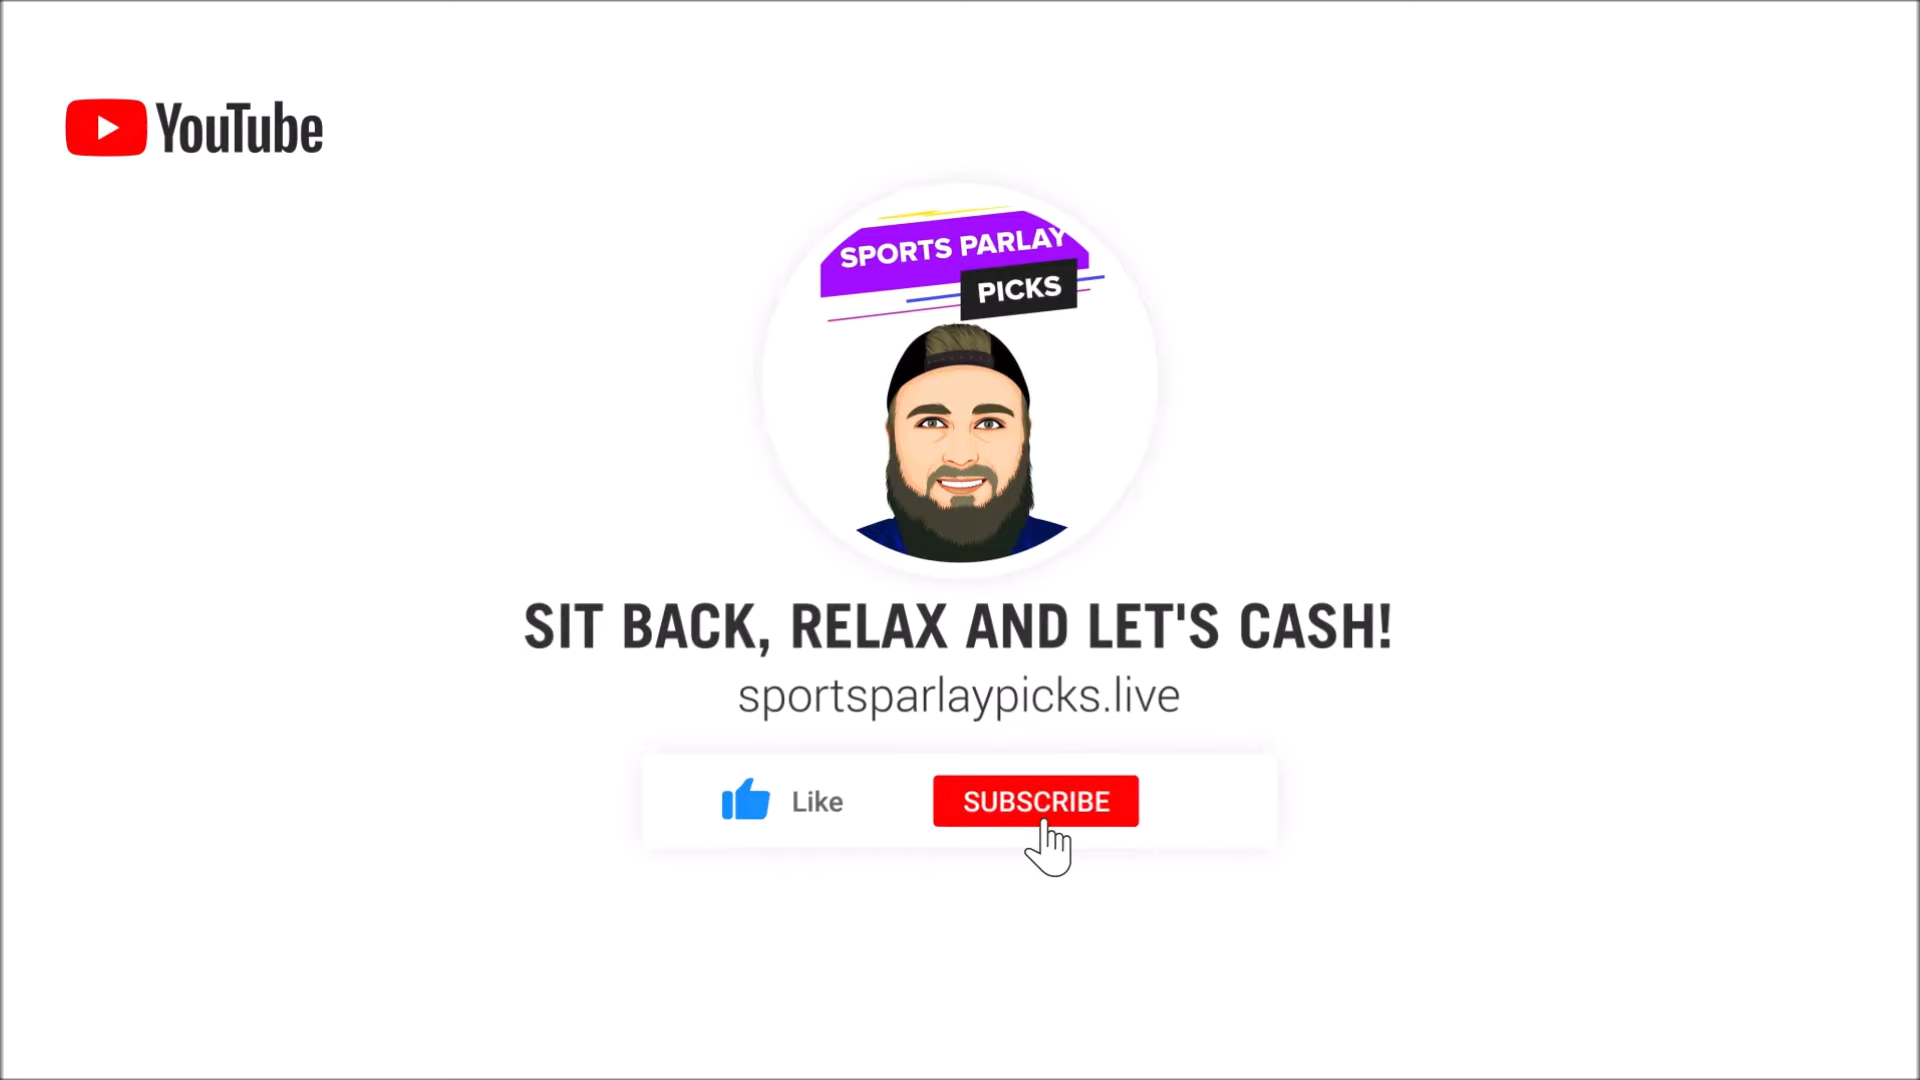 YouTube
SPORTS PARLAY
PICKS
SIT BACK, RELAX AND LET'S CASH!
sportsparlaypicks.live
Like
SUBSCRIBE